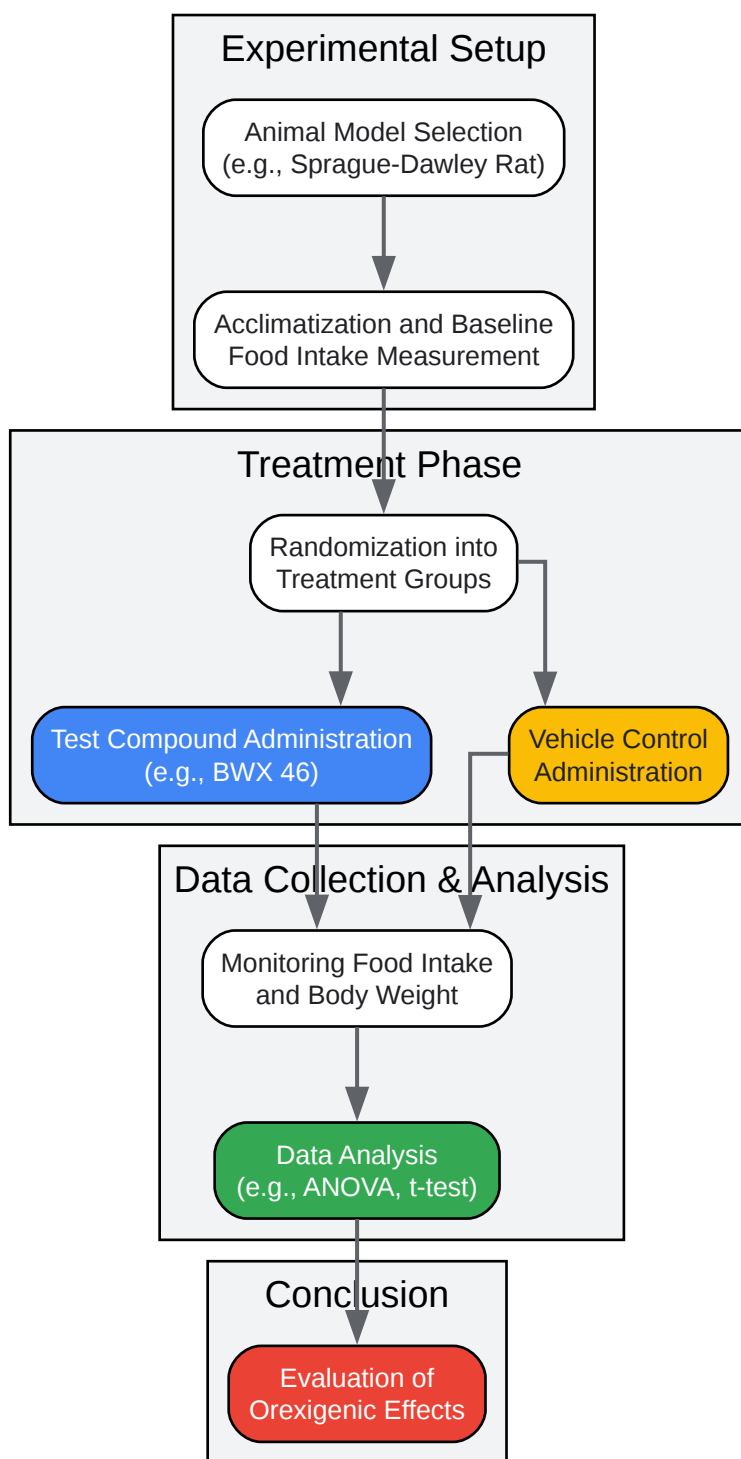 Experimental Setup
Animal Model Selection
(e.g., Sprague-Dawley Rat)
Acclimatization and Baseline
Food Intake Measurement
Treatment Phase
Randomization into
Treatment Groups
Test Compound Administration
(e.g., BWX 46)
Vehicle Control
Administration
Data Collection & Analysis
Monitoring Food Intake
and Body Weight
Data Analysis
(e.g., ANOVA, t-test)
Conclusion
Evaluation of
Orexigenic Effects